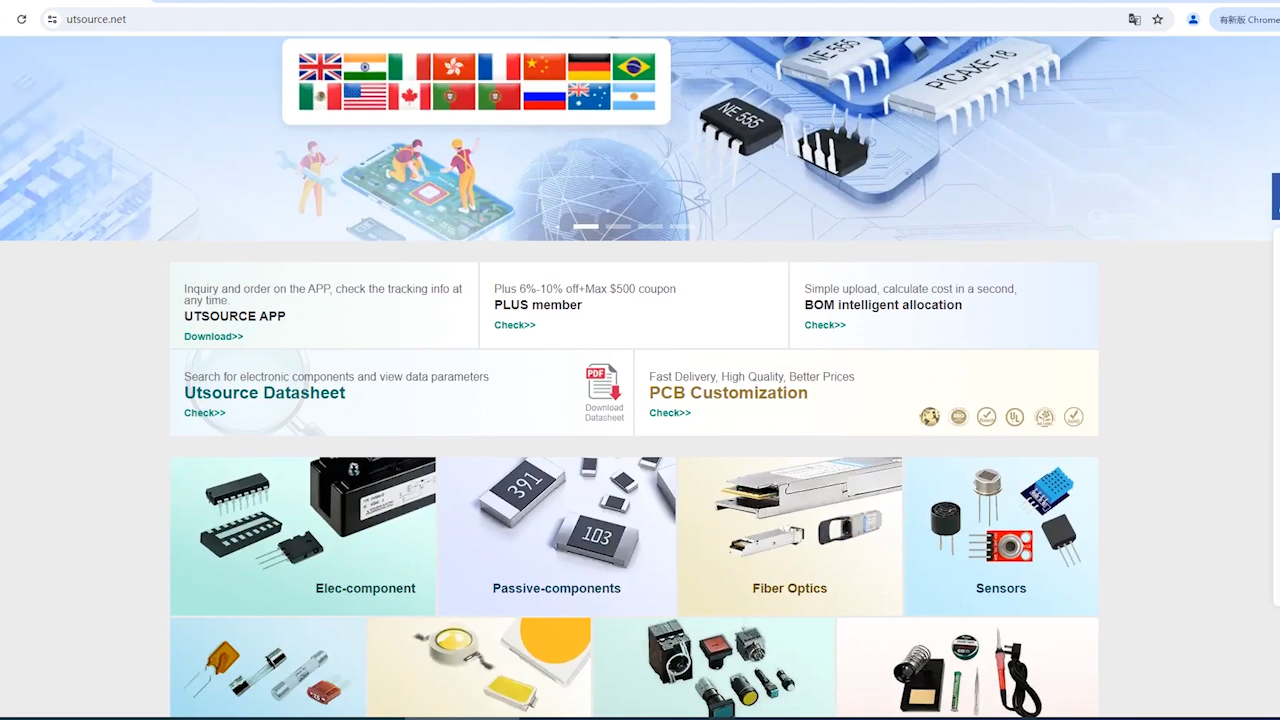 utsource.net
有新版 Chrome
NE 555
PICAXE-18
NE 555
Inquiry and order on the APP, check the tracking info at
any time.
UTSOURCE APP
Download>>
Plus 6%-10% off+Max $500 coupon
PLUS member
Check>>
Simple upload, calculate cost in a second,
BOM intelligent allocation
Check>>
Search for electronic components and view data parameters
Utsource Datasheet
Check>>
PDF
Download
Datasheet
Fast Delivery, High Quality, Better Prices
PCB Customization
Check>>
UL
391
103
Elec-component
Passive-components
Fiber Optics
Sensors